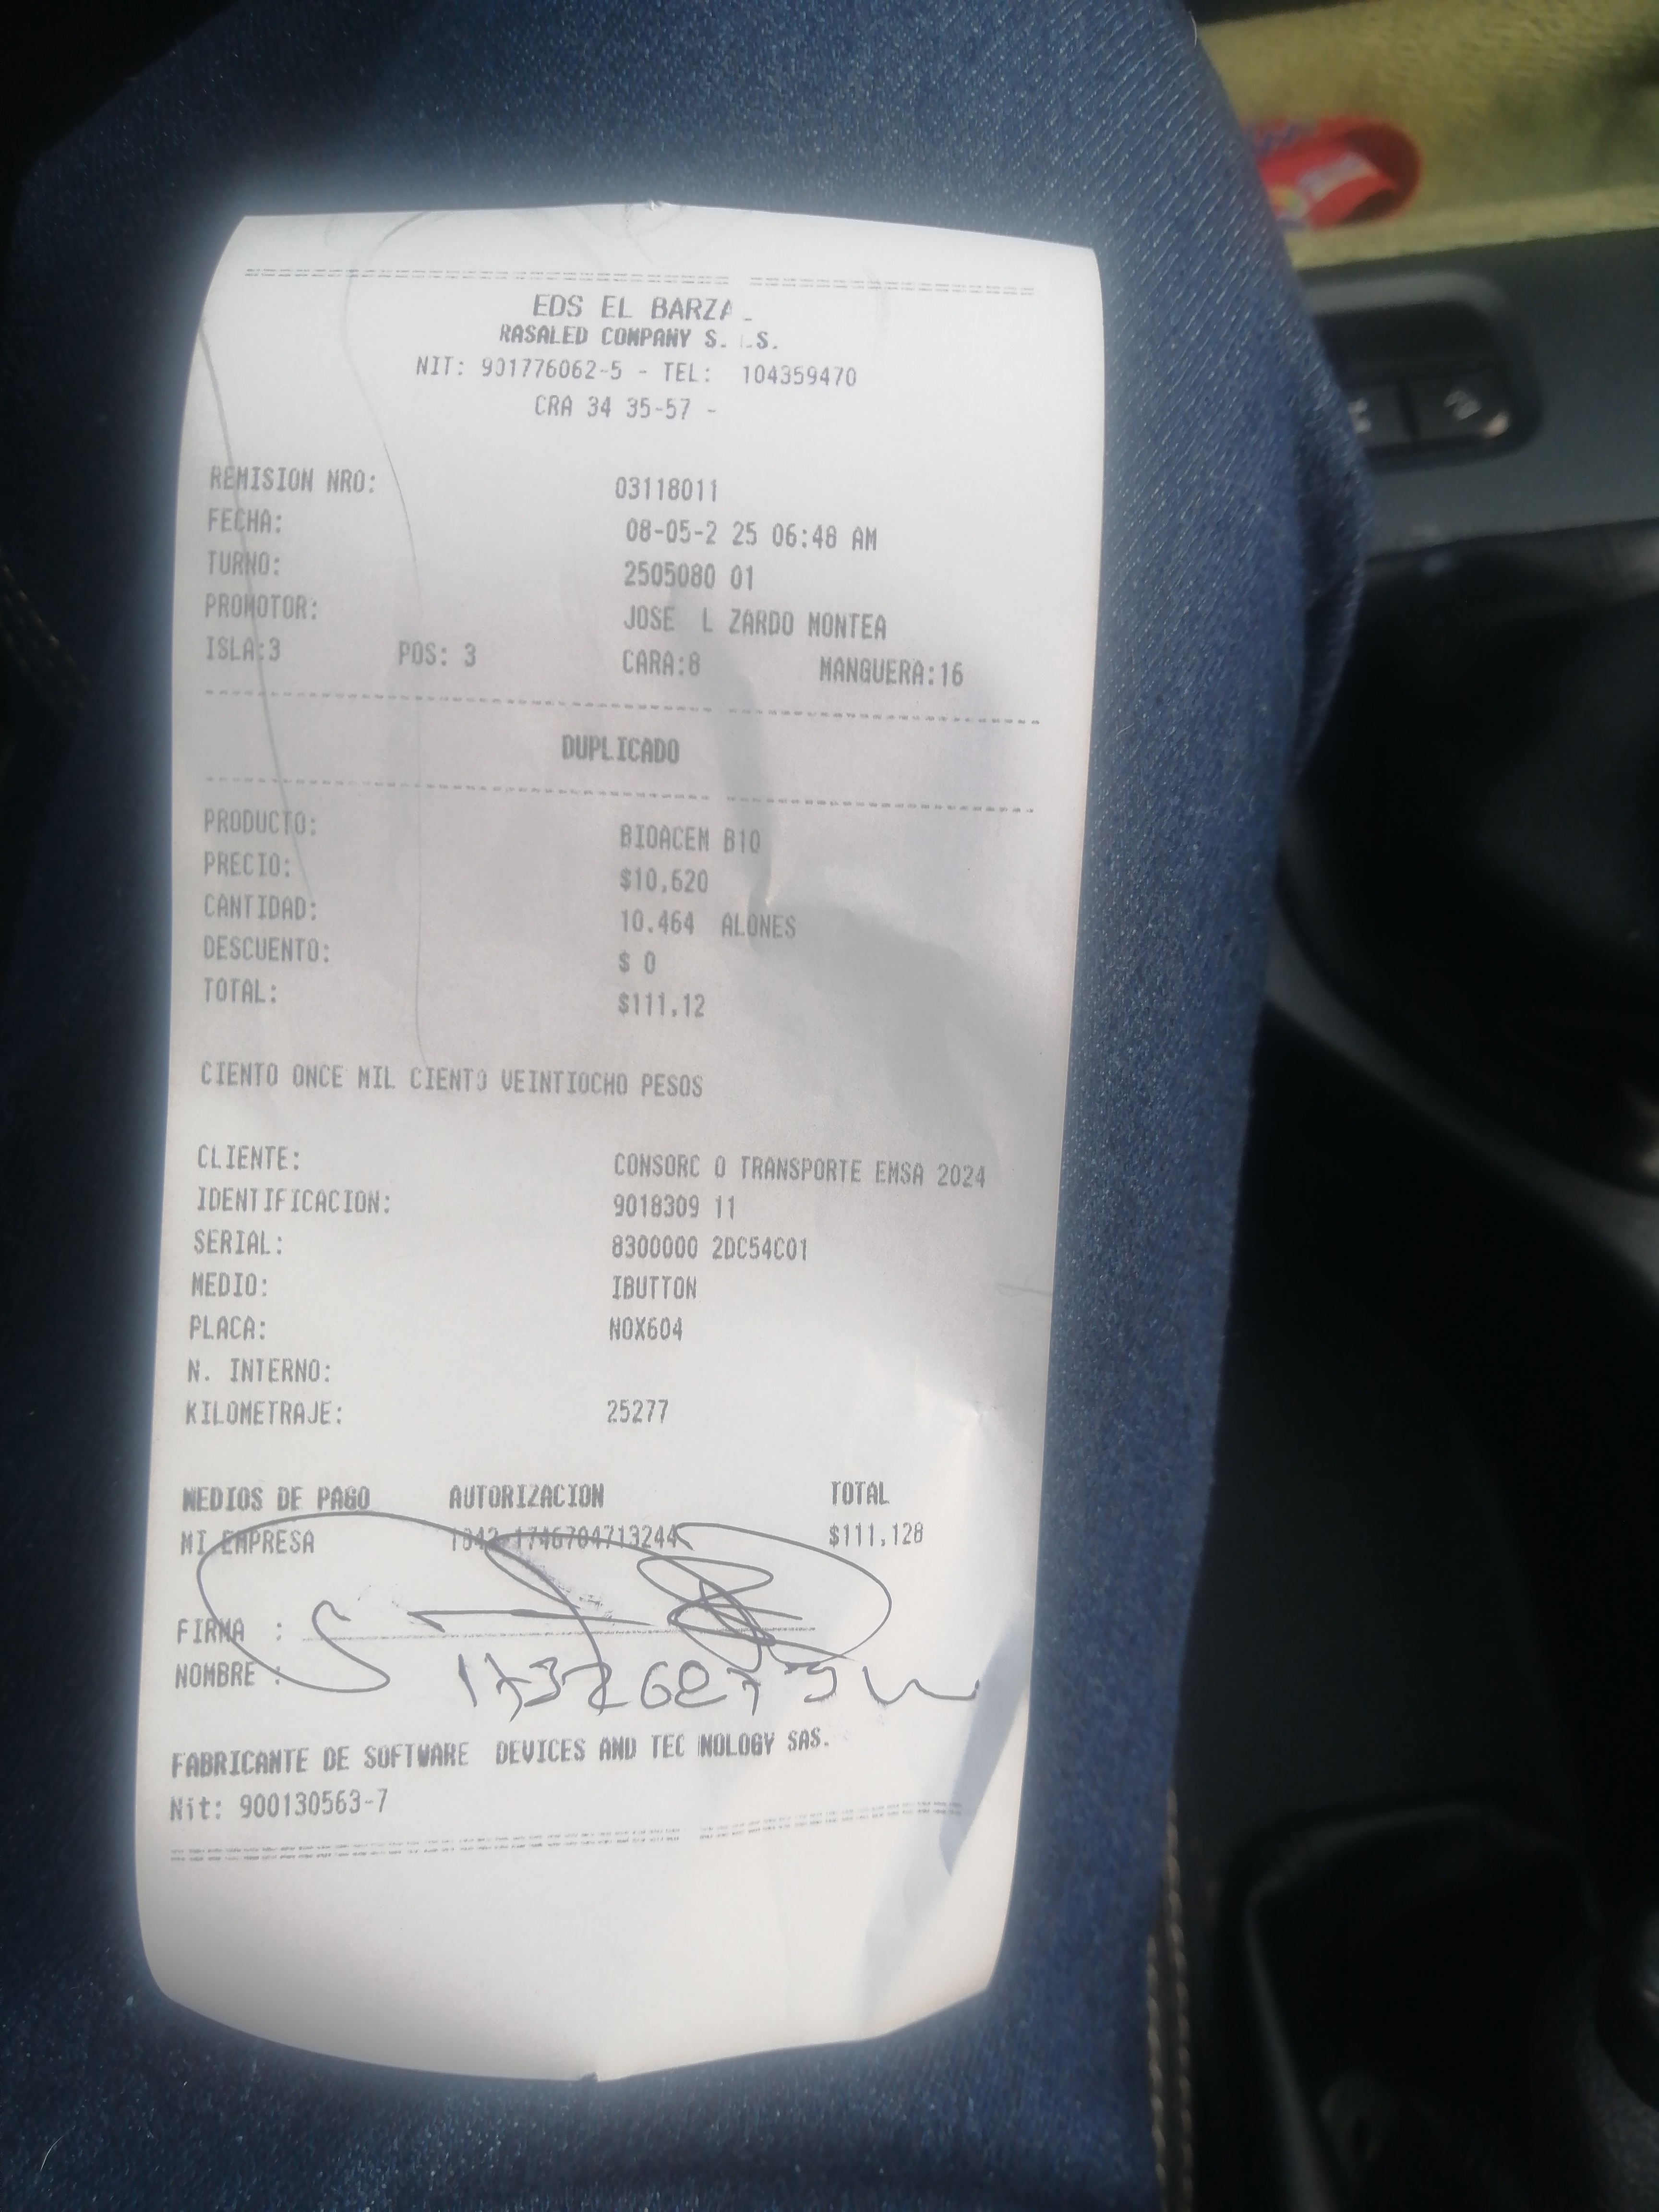 EDS EL BARZA
RASALED COMPANY S. .S.
NIT: 901776062-5 - TEL: 104359470
CRA 34 35-57 -
REMISION NRO: 03118011
FECHA: 08-05-2 25 06:48 AM
TURNO: 2505080 01
PROMOTOR: JOSE L ZARDO MONTEA
ISLA:3 POS: 3 CARA:8 MANGUERA:16
DUPLICADO
PRODUCTO: BIOACEM B10
PRECIO: $10,620
CANTIDAD: 10.464 ALONES
DESCUENTO: $ 0
TOTAL: $111,12
CIENTO ONCE MIL CIENTO VEINTIOCHO PESOS
CLIENTE: CONSORC O TRANSPORTE EMSA 2024
IDENTIFICACION: 9018309 11
SERIAL: 8300000 2DC54C01
MEDIO: IBUTTON
PLACA: NOX604
N. INTERNO:
KILOMETRAJE: 25277
MEDIOS DE PAGO AUTORIZACION TOTAL
MI EMPRESA 1042-1746704713244 $111,128
FIRMA :
NOMBRE :
FABRICANTE DE SOFTWARE DEVICES AND TEC NOLOGY SAS.
Nit: 900130563-7